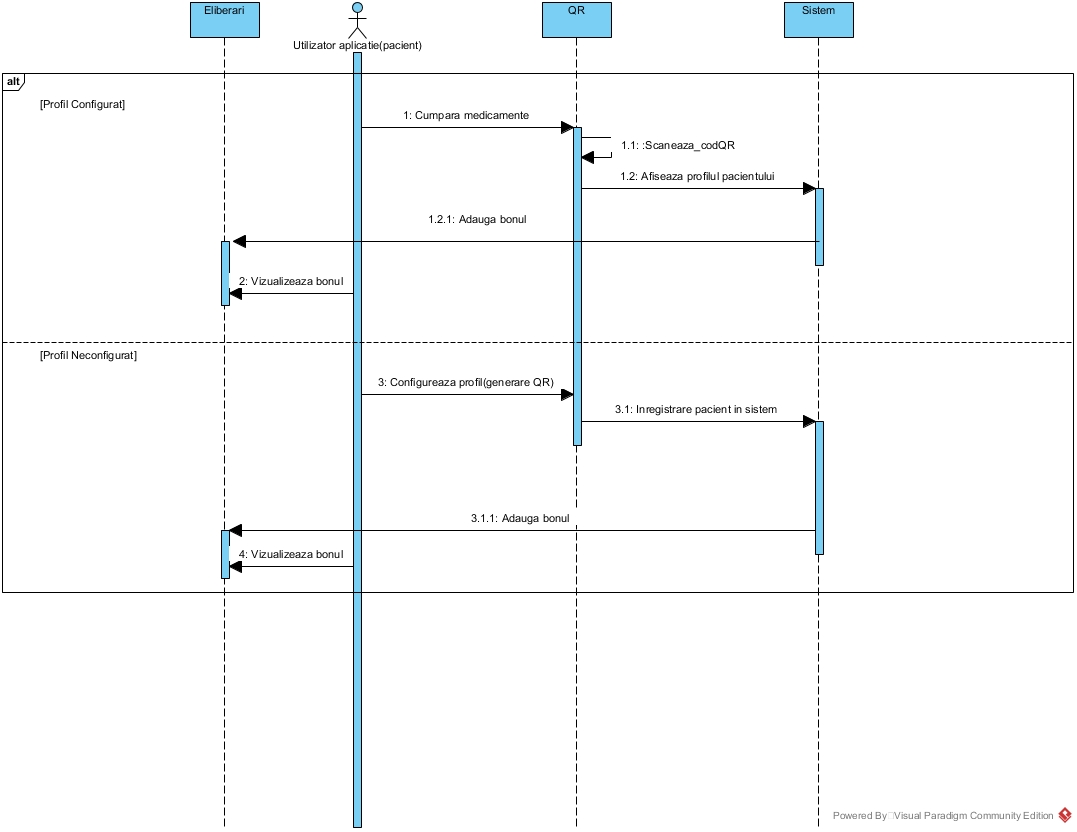 Eliberari
QR
Sistem
Utilizator aplicatie(pacient)
alt
[Profil Configurat]
1: Cumpara medicamente
1.1: :Scaneaza_codQR
1.2: Afiseaza profilul pacientului
1.2.1: Adauga bonul
2: Vizualizeaza bonul
[Profil Neconfigurat]
3: Configureaza profil(generare QR)
3.1: Inregistrare pacient in sistem
3.1.1: Adauga bonul
4: Vizualizeaza bonul
Powered By Visual Paradigm Community Edition